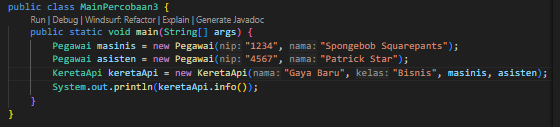 public class MainPercobaan3 {
Run | Debug | Windsurf: Refactor | Explain | Generate Javadoc
public static void main(String[] args) {
Pegawai masinis = new Pegawai(nip:"1234", nama:"Spongebob Squarepants");
Pegawai asisten = new Pegawai(nip:"4567", nama:"Patrick Star");
KeretaApi keretaApi = new KeretaApi(nama:"Gaya Baru", kelas:"Bisnis", masinis, asisten);
System.out.println(keretaApi.info());
}
}